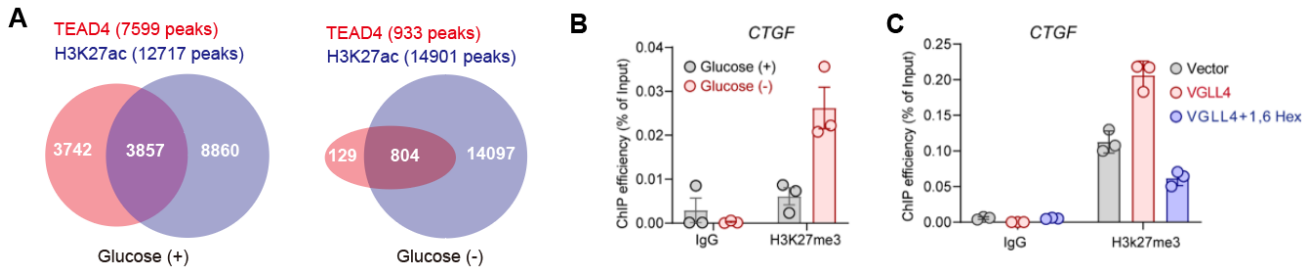 A
TEAD4 (7599 peaks)
H3K27ac (12717 peaks)
3742
3857
8860
Glucose (+)
TEAD4 (933 peaks)
H3K27ac (14901 peaks)
129
804
14097
Glucose (-)
B
CTGF
ChIP efficiency (% of Input)
0.04
0.03
0.02
0.01
0.00
Glucose (+)
Glucose (-)
IgG
H3K27me3
C
CTGF
ChIP efficiency (% of Input)
0.25
0.20
0.15
0.10
0.05
0.00
Vector
VGLL4
VGLL4+1,6 Hex
IgG
H3k27me3